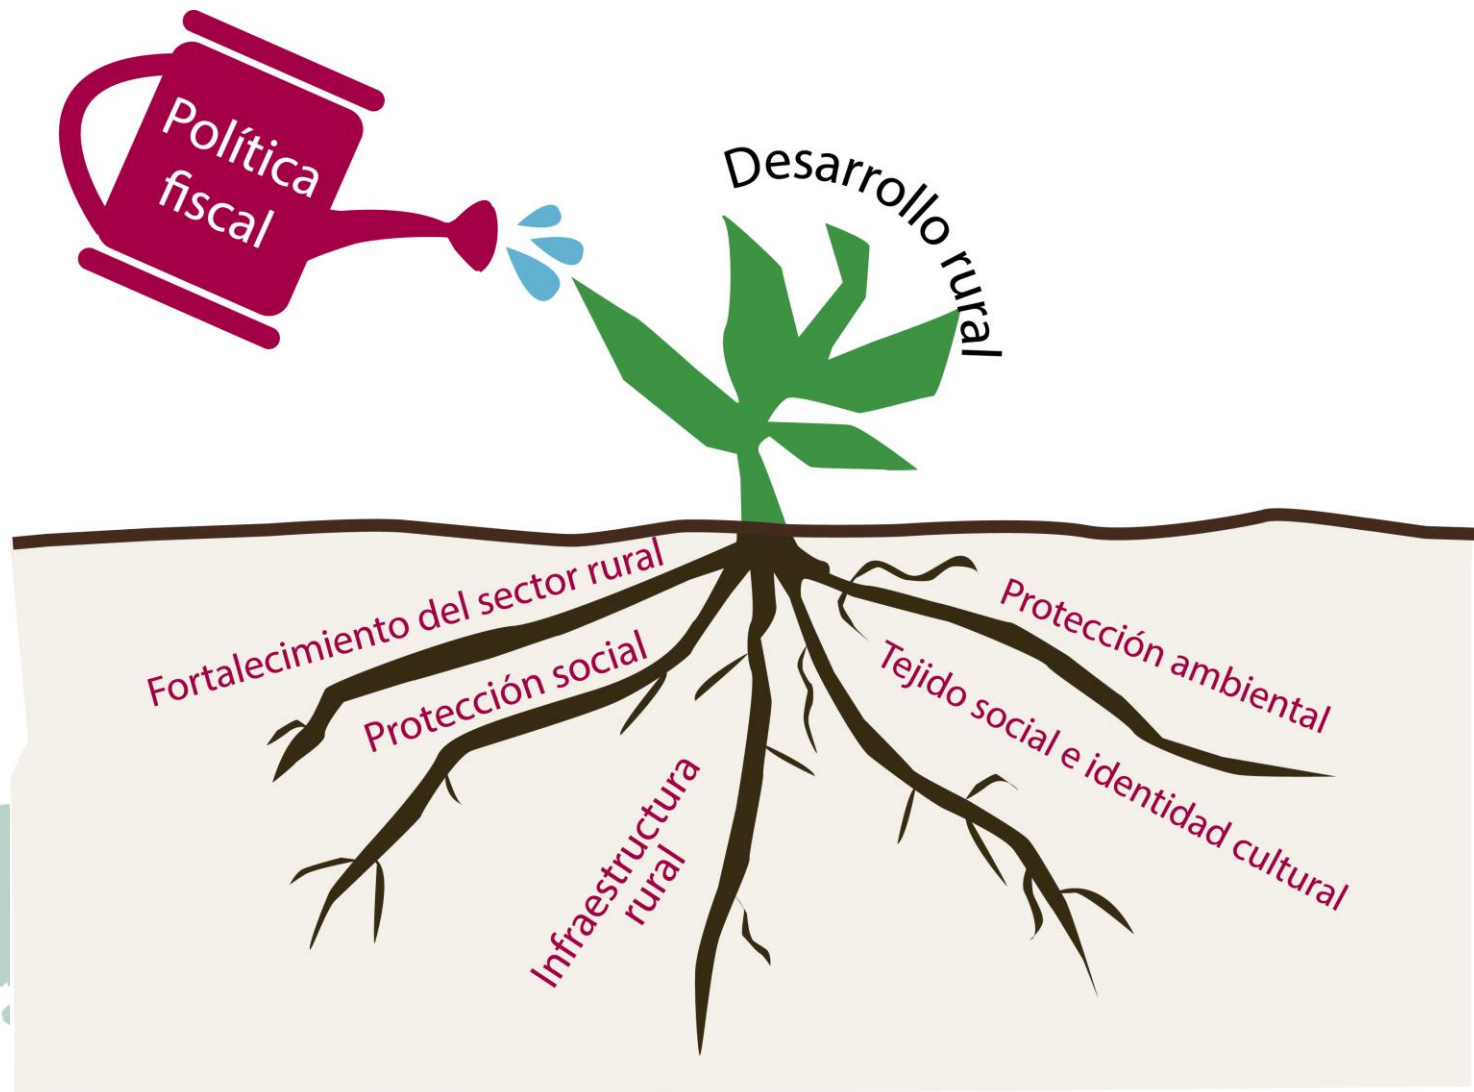 Política
fiscal
Desarrollo rural
Fortalecimiento del sector rural
Protección social
Infraestructura
rural
Tejido social e identidad cultural
Protección ambiental